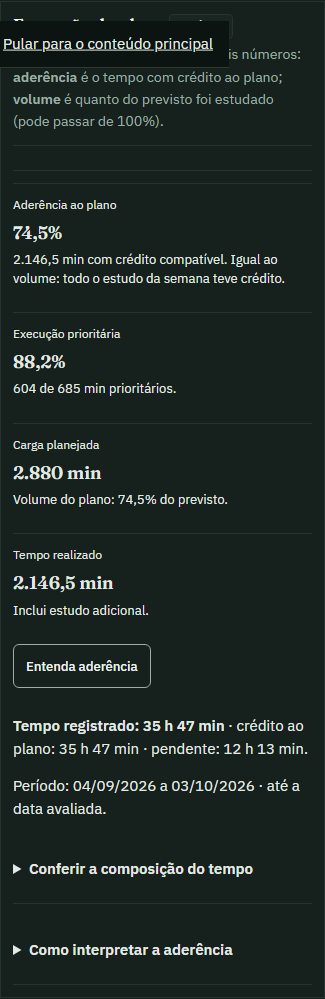 Pular para o conteúdo principal
is números:
aderência é o tempo com crédito ao plano;
volume é quanto do previsto foi estudado
(pode passar de 100%).
Aderência ao plano
74,5%
2.146,5 min com crédito compatível. Igual ao
volume: todo o estudo da semana teve crédito.
Execução prioritária
88,2%
604 de 685 min prioritários.
Carga planejada
2.880 min
Volume do plano: 74,5% do previsto.
Tempo realizado
2.146,5 min
Inclui estudo adicional.
Entenda aderência
Tempo registrado: 35 h 47 min · crédito ao
plano: 35 h 47 min · pendente: 12 h 13 min.
Período: 04/09/2026 a 03/10/2026 · até a
data avaliada.
Conferir a composição do tempo
Como interpretar a aderência